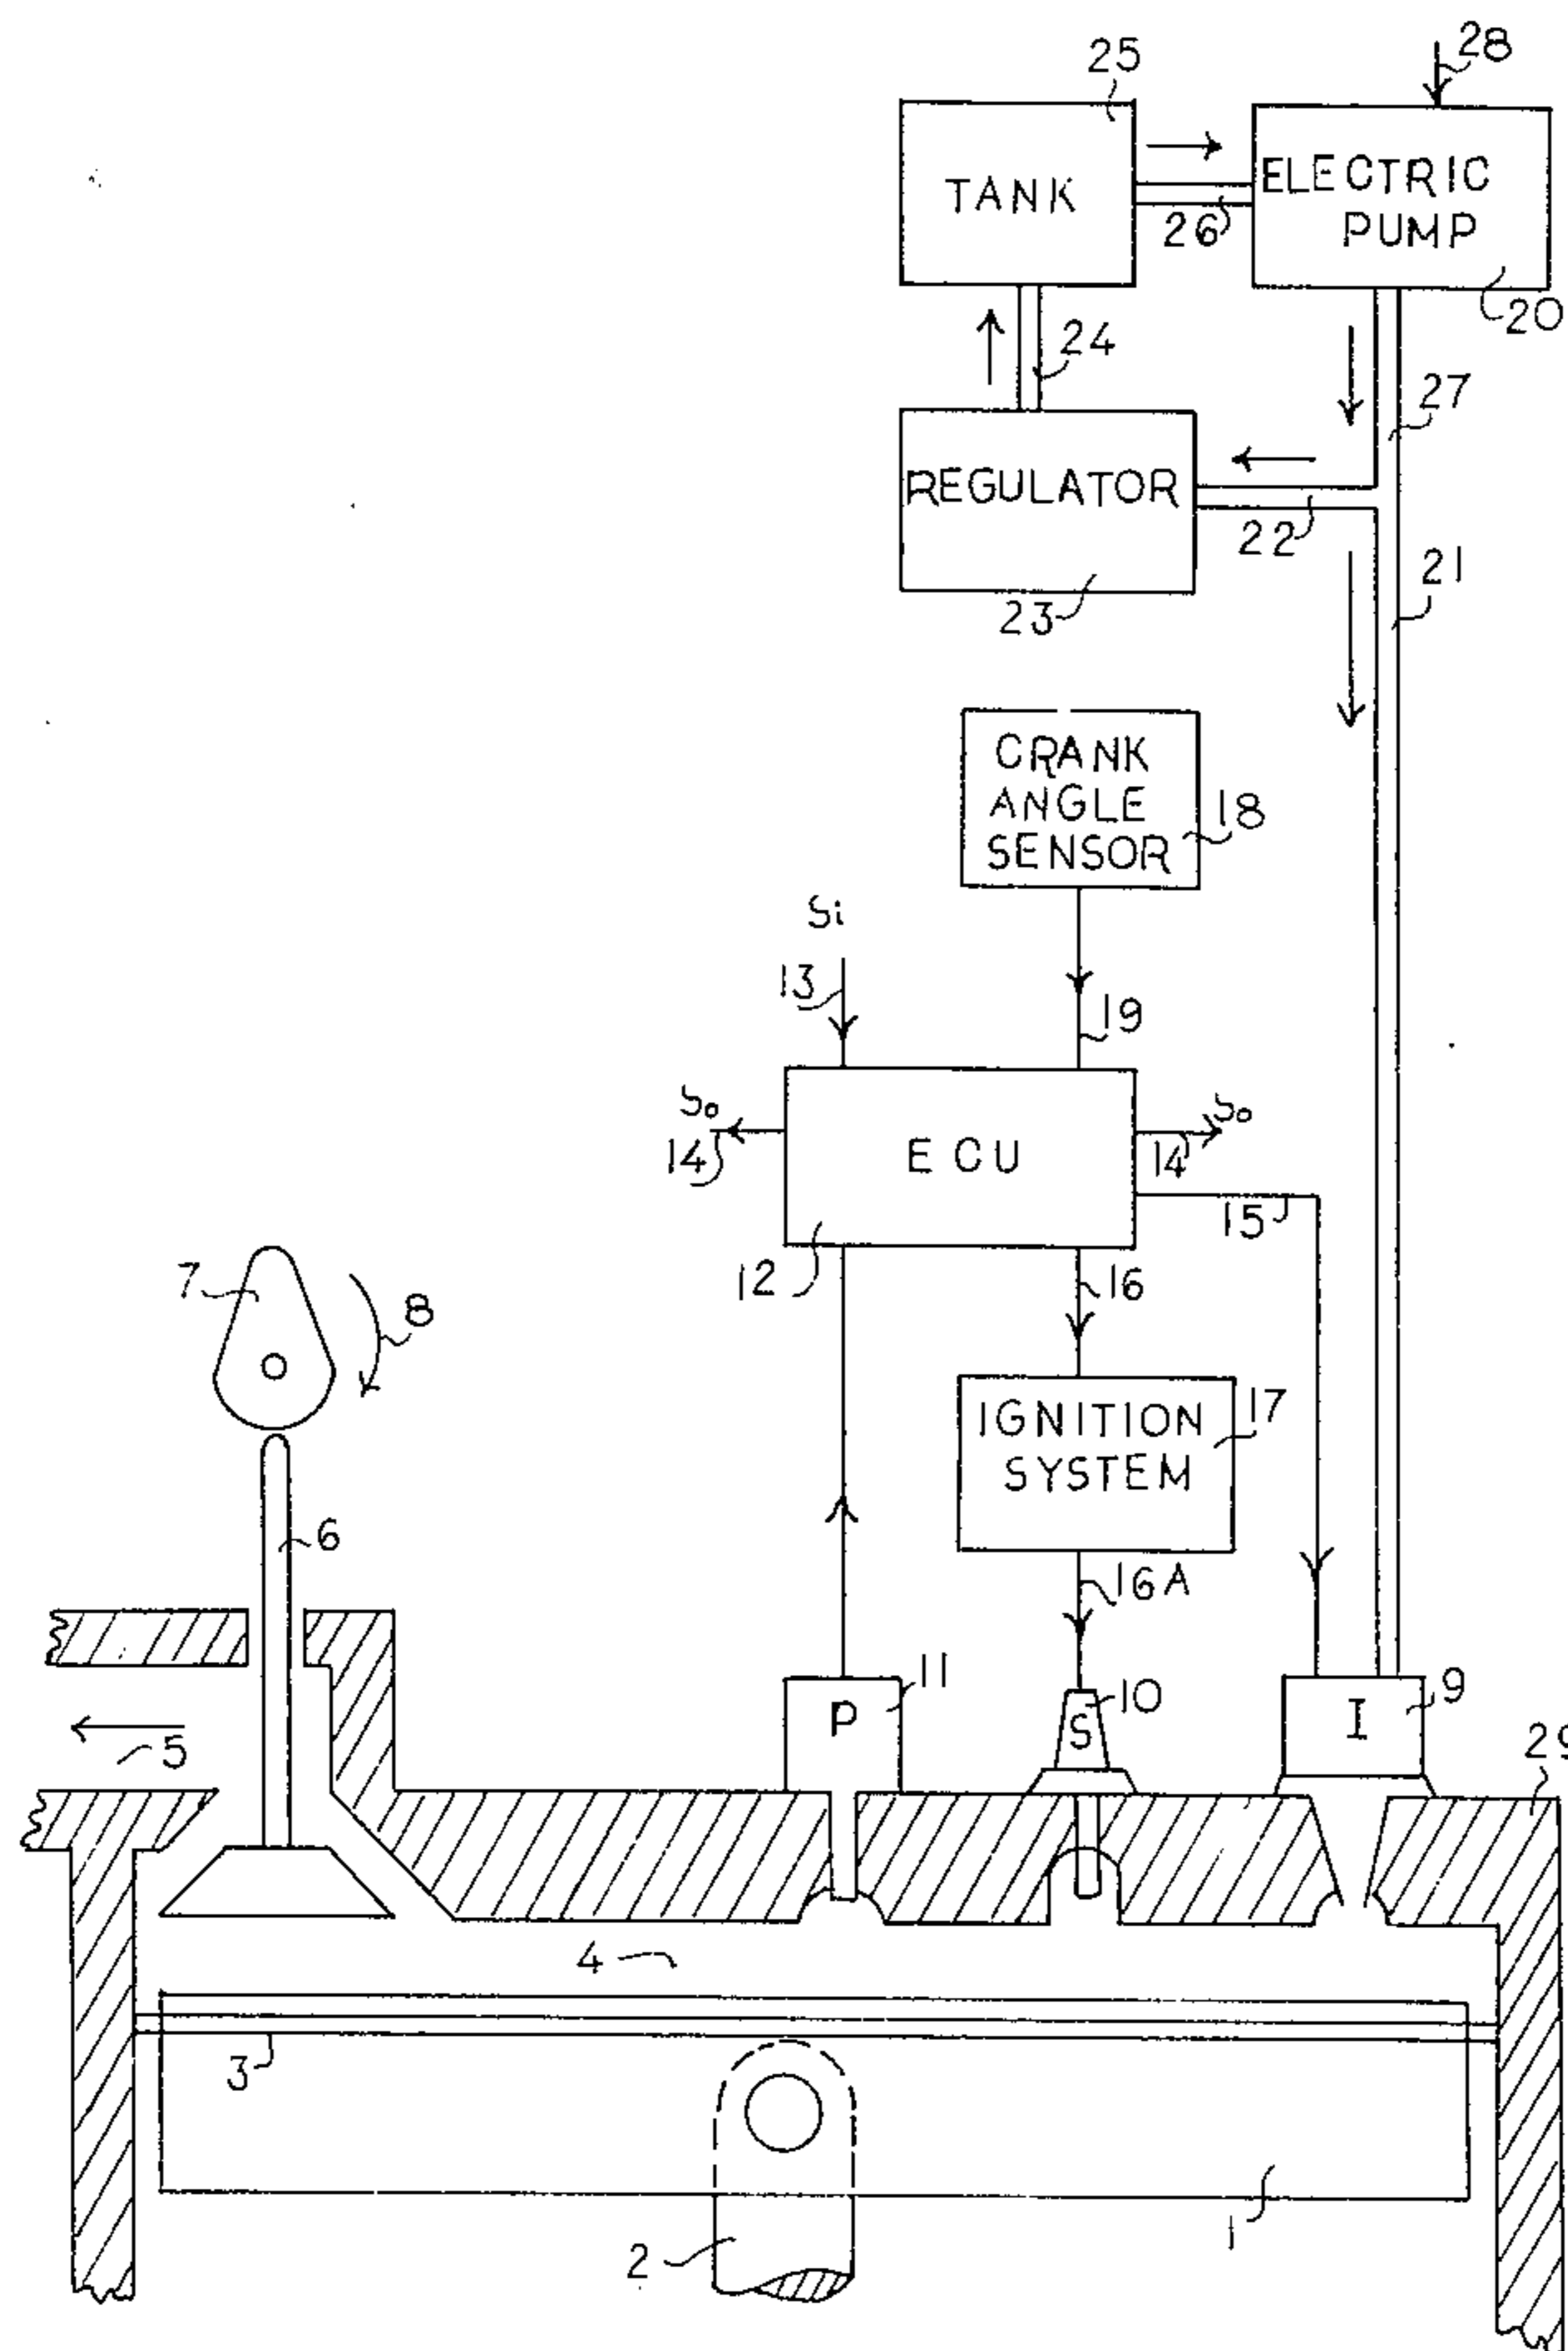 28
25
TANK
ELECTRIC
PUMP
26
20
24
27
REGULATOR
22
21
23
CRANK
ANGLE
SENSOR
18
Si
13
19
So
So
ECU
14
14
15
12
16
7
8
IGNITION
SYSTEM
17
6
16A
11
P
10
S
I
9
5
29
4
3
2
1